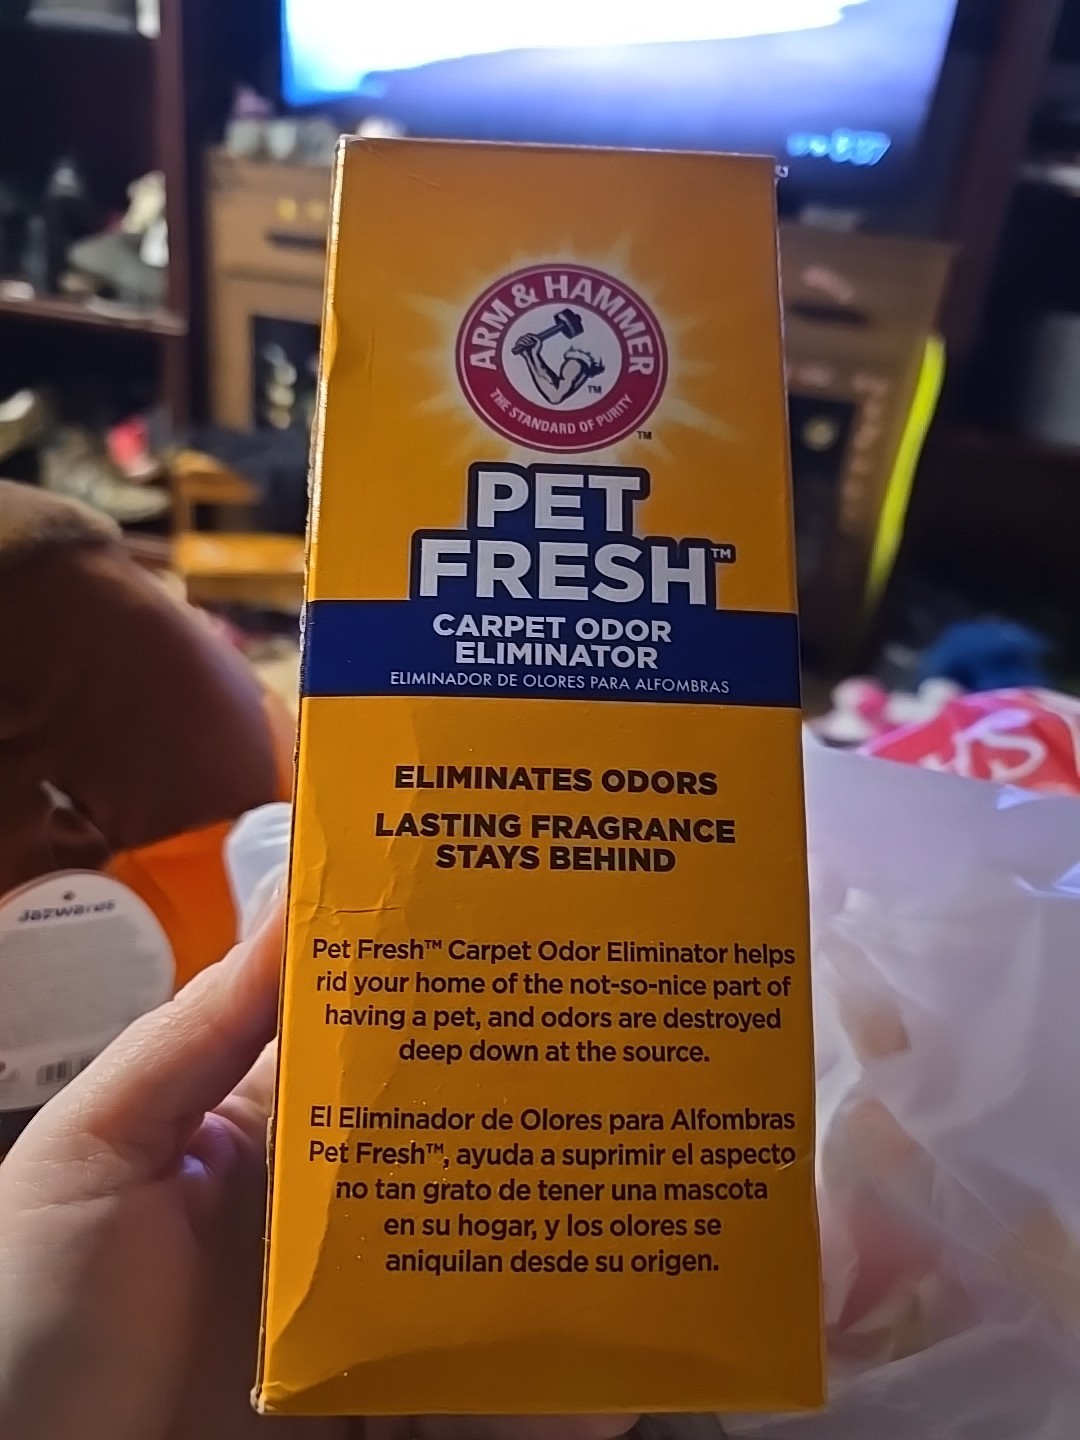 ARM & HAMMER
THE STANDARD OF PURITY
TM
TM
PET
FRESH™
CARPET ODOR
ELIMINATOR
ELIMINADOR DE OLORES PARA ALFOMBRAS
ELIMINATES ODORS
LASTING FRAGRANCE
STAYS BEHIND
Pet Fresh™ Carpet Odor Eliminator helps
rid your home of the not-so-nice part of
having a pet, and odors are destroyed
deep down at the source.
El Eliminador de Olores para Alfombras
Pet Fresh™, ayuda a suprimir el aspecto
no tan grato de tener una mascota
en su hogar, y los olores se
aniquilan desde su origen.
Jazwares